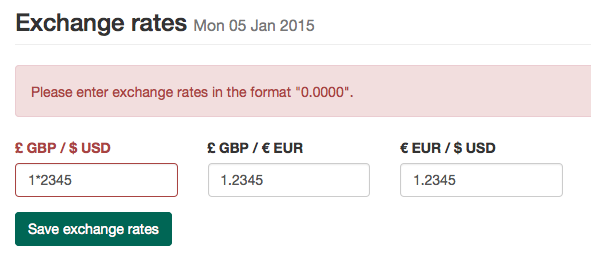 Exchange rates Mon 05 Jan 2015
Please enter exchange rates in the format "0.0000".
£ GBP / $ USD £ GBP / € EUR € EUR / $ USD
1*2345 1.2345 1.2345
Save exchange rates